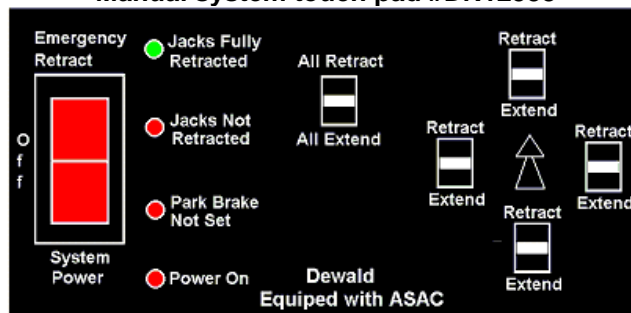 Emergency
Retract
Off
System
Power
Jacks Fully
Retracted
Jacks Not
Retracted
Park Brake
Not Set
Power On
All Retract
All Extend
Dewald
Equiped with ASAC
Retract
Extend
Retract
Extend
Retract
Extend
Retract
Extend